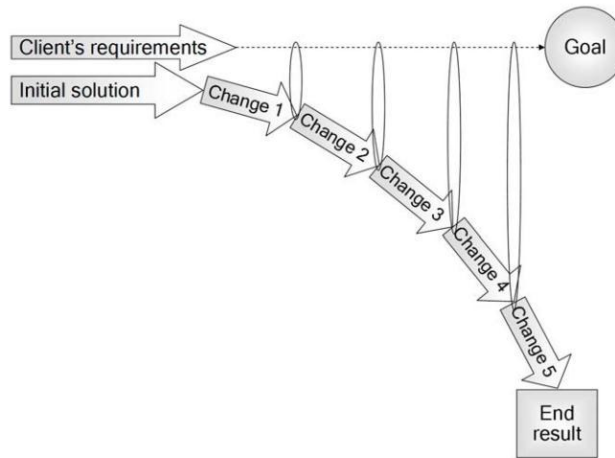 Client's requirements
Goal
Initial solution
Change 1
Change 2
Change 3
Change 4
Change 5
End
result